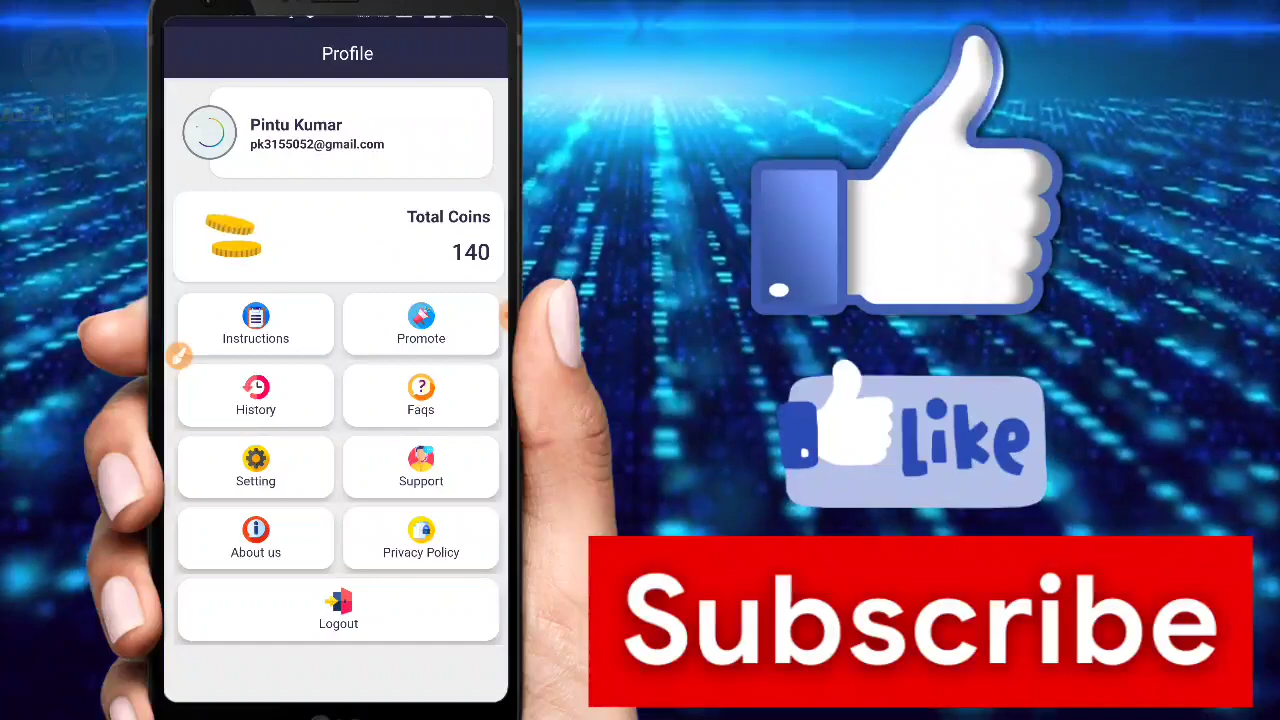 Profile
Pintu Kumar
pk3155052@gmail.com
Total Coins
140
Instructions
Promote
History
Faqs
Setting
Support
About us
Privacy Policy
Logout
like
Subscribe